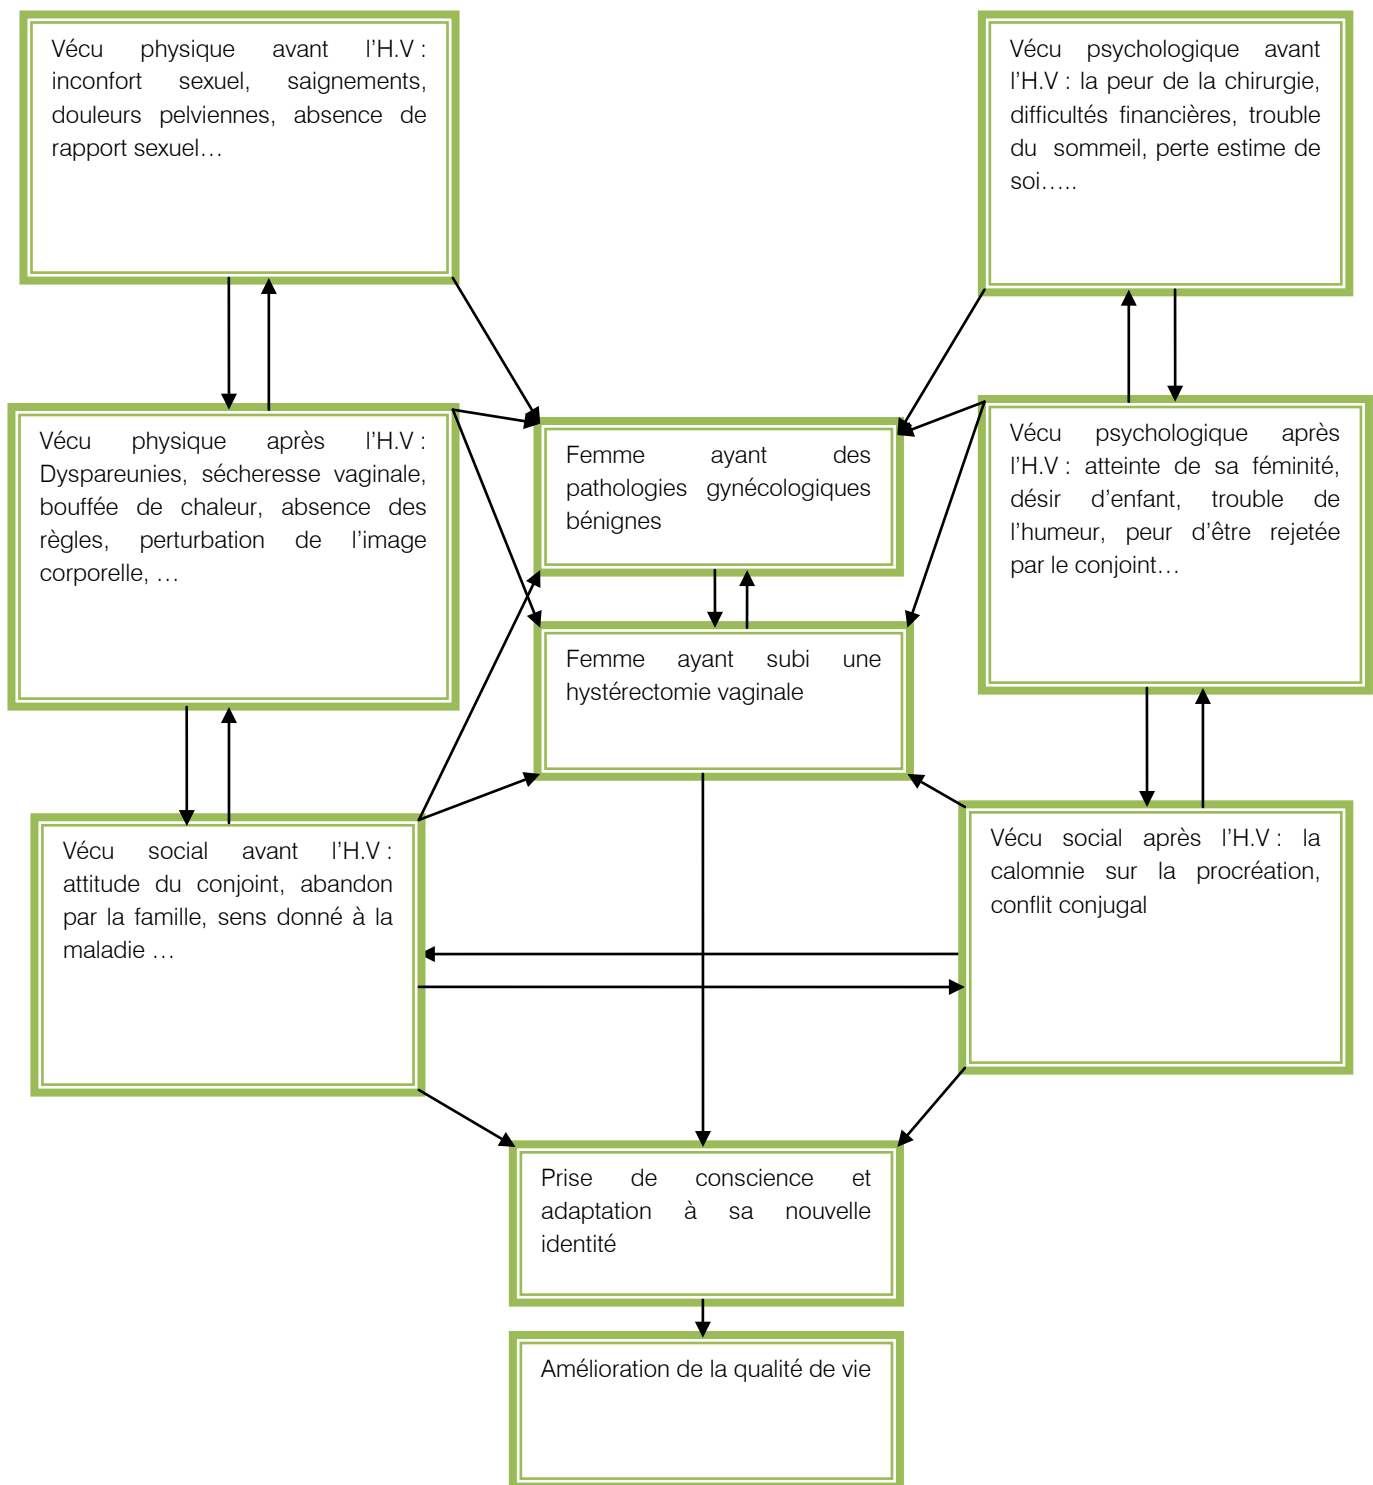 Vécu physique avant l’H.V :
inconfort sexuel, saignements,
douleurs pelviennes, absence de
rapport sexuel…
Vécu psychologique avant
l’H.V : la peur de la chirurgie,
difficultés financières, trouble
du sommeil, perte estime de
soi…..
Vécu physique après l’H.V :
Dyspareunies, sécheresse vaginale,
bouffée de chaleur, absence des
règles, perturbation de l’image
corporelle, …
Femme ayant des
pathologies gynécologiques
bénignes
Vécu psychologique après
l’H.V : atteinte de sa féminité,
désir d’enfant, trouble de
l’humeur, peur d’être rejetée
par le conjoint…
Femme ayant subi une
hystérectomie vaginale
Vécu social avant l’H.V :
attitude du conjoint, abandon
par la famille, sens donné à la
maladie …
Vécu social après l’H.V : la
calomnie sur la procréation,
conflit conjugal
Prise de conscience et
adaptation à sa nouvelle
identité
Amélioration de la qualité de vie